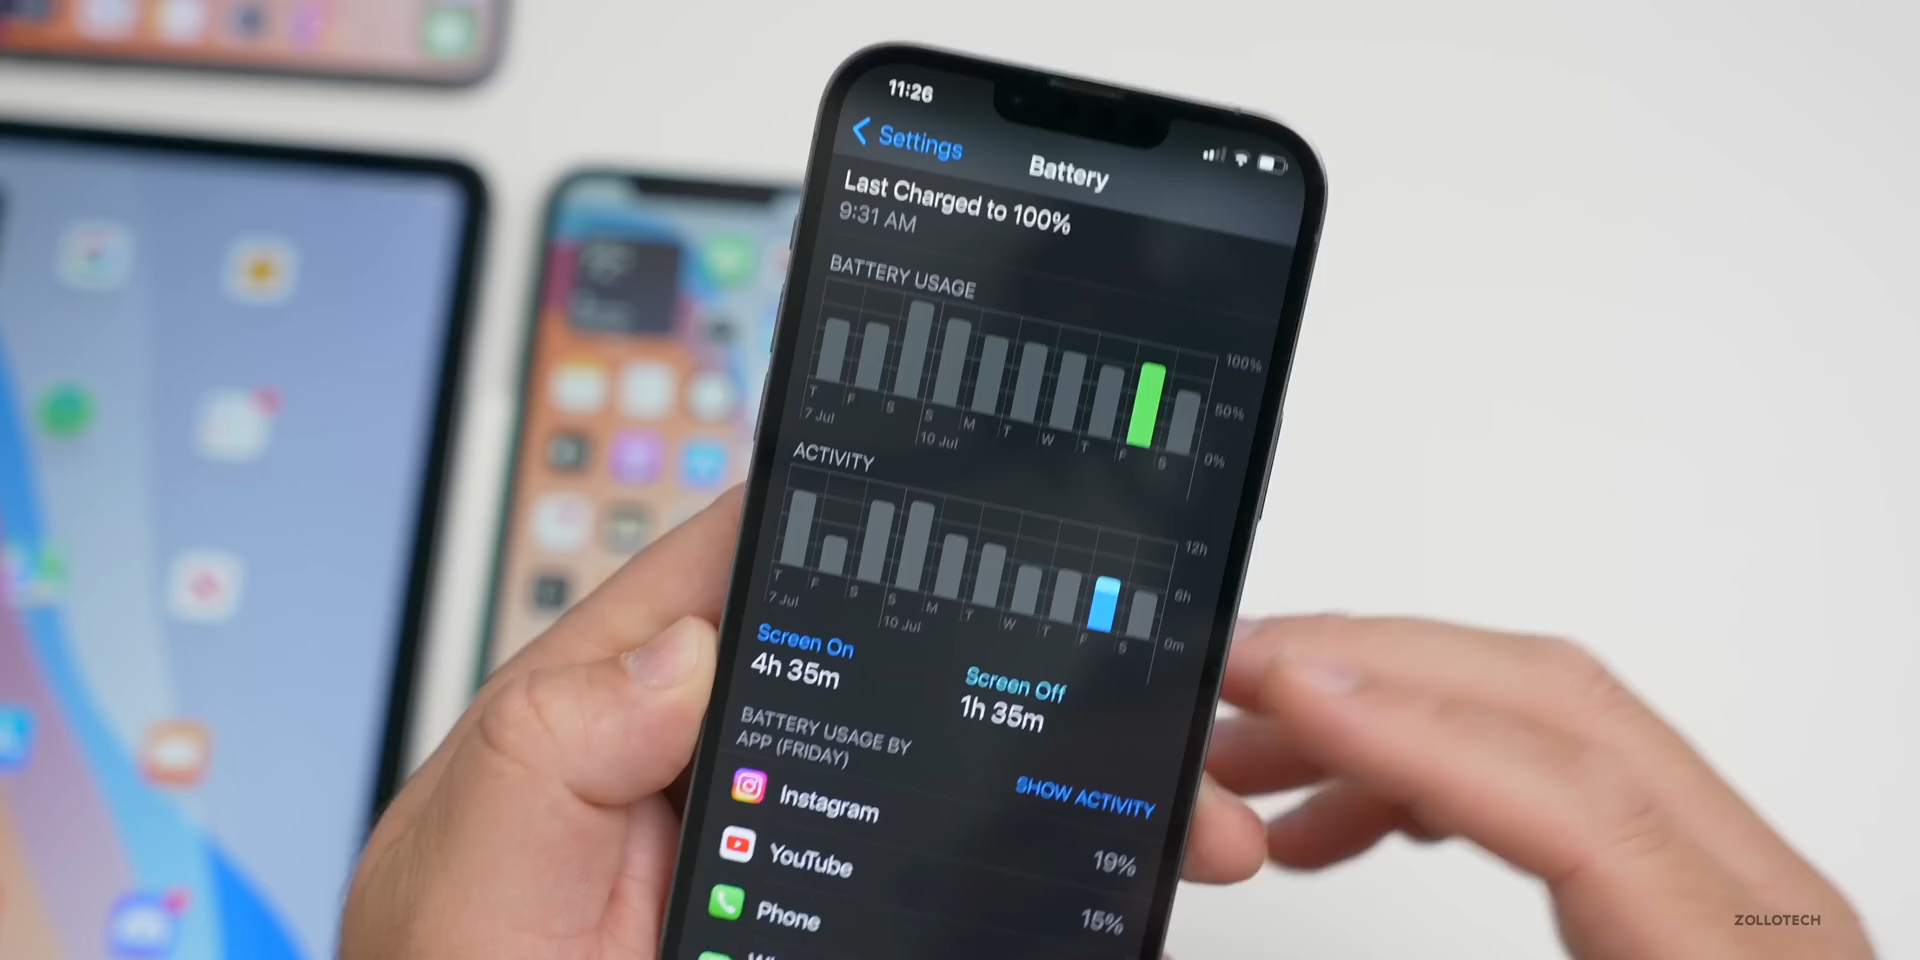 11:26
Settings
Battery
Last Charged to 100%
9:31 AM
BATTERY USAGE
100%
50%
0%
T F S S M T W T F S
7 Jul
10 Jul
ACTIVITY
12h
6h
0m
T F S S M T W T F S
7 Jul
10 Jul
Screen On
4h 35m
Screen Off
1h 35m
BATTERY USAGE BY
APP (FRIDAY)
SHOW ACTIVITY
Instagram
19%
YouTube
15%
Phone
ZOLLOTECH